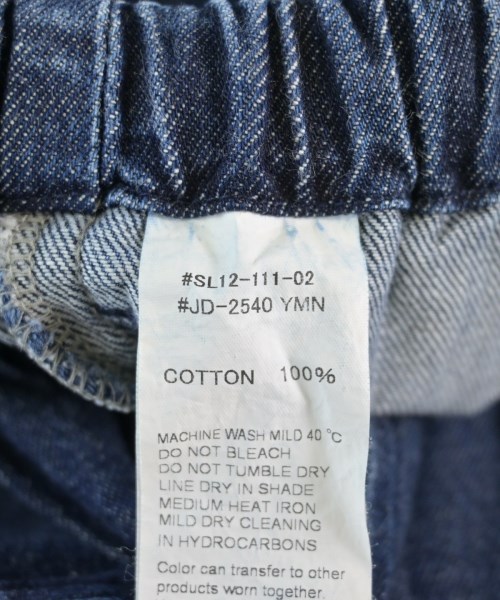 #SL12-111-02
#JD-2540 YMN
COTTON 100%
MACHINE WASH MILD 40 °C
DO NOT BLEACH
DO NOT TUMBLE DRY
LINE DRY IN SHADE
MEDIUM HEAT IRON
MILD DRY CLEANING
IN HYDROCARBONS
Color can transfer to other
products worn together.